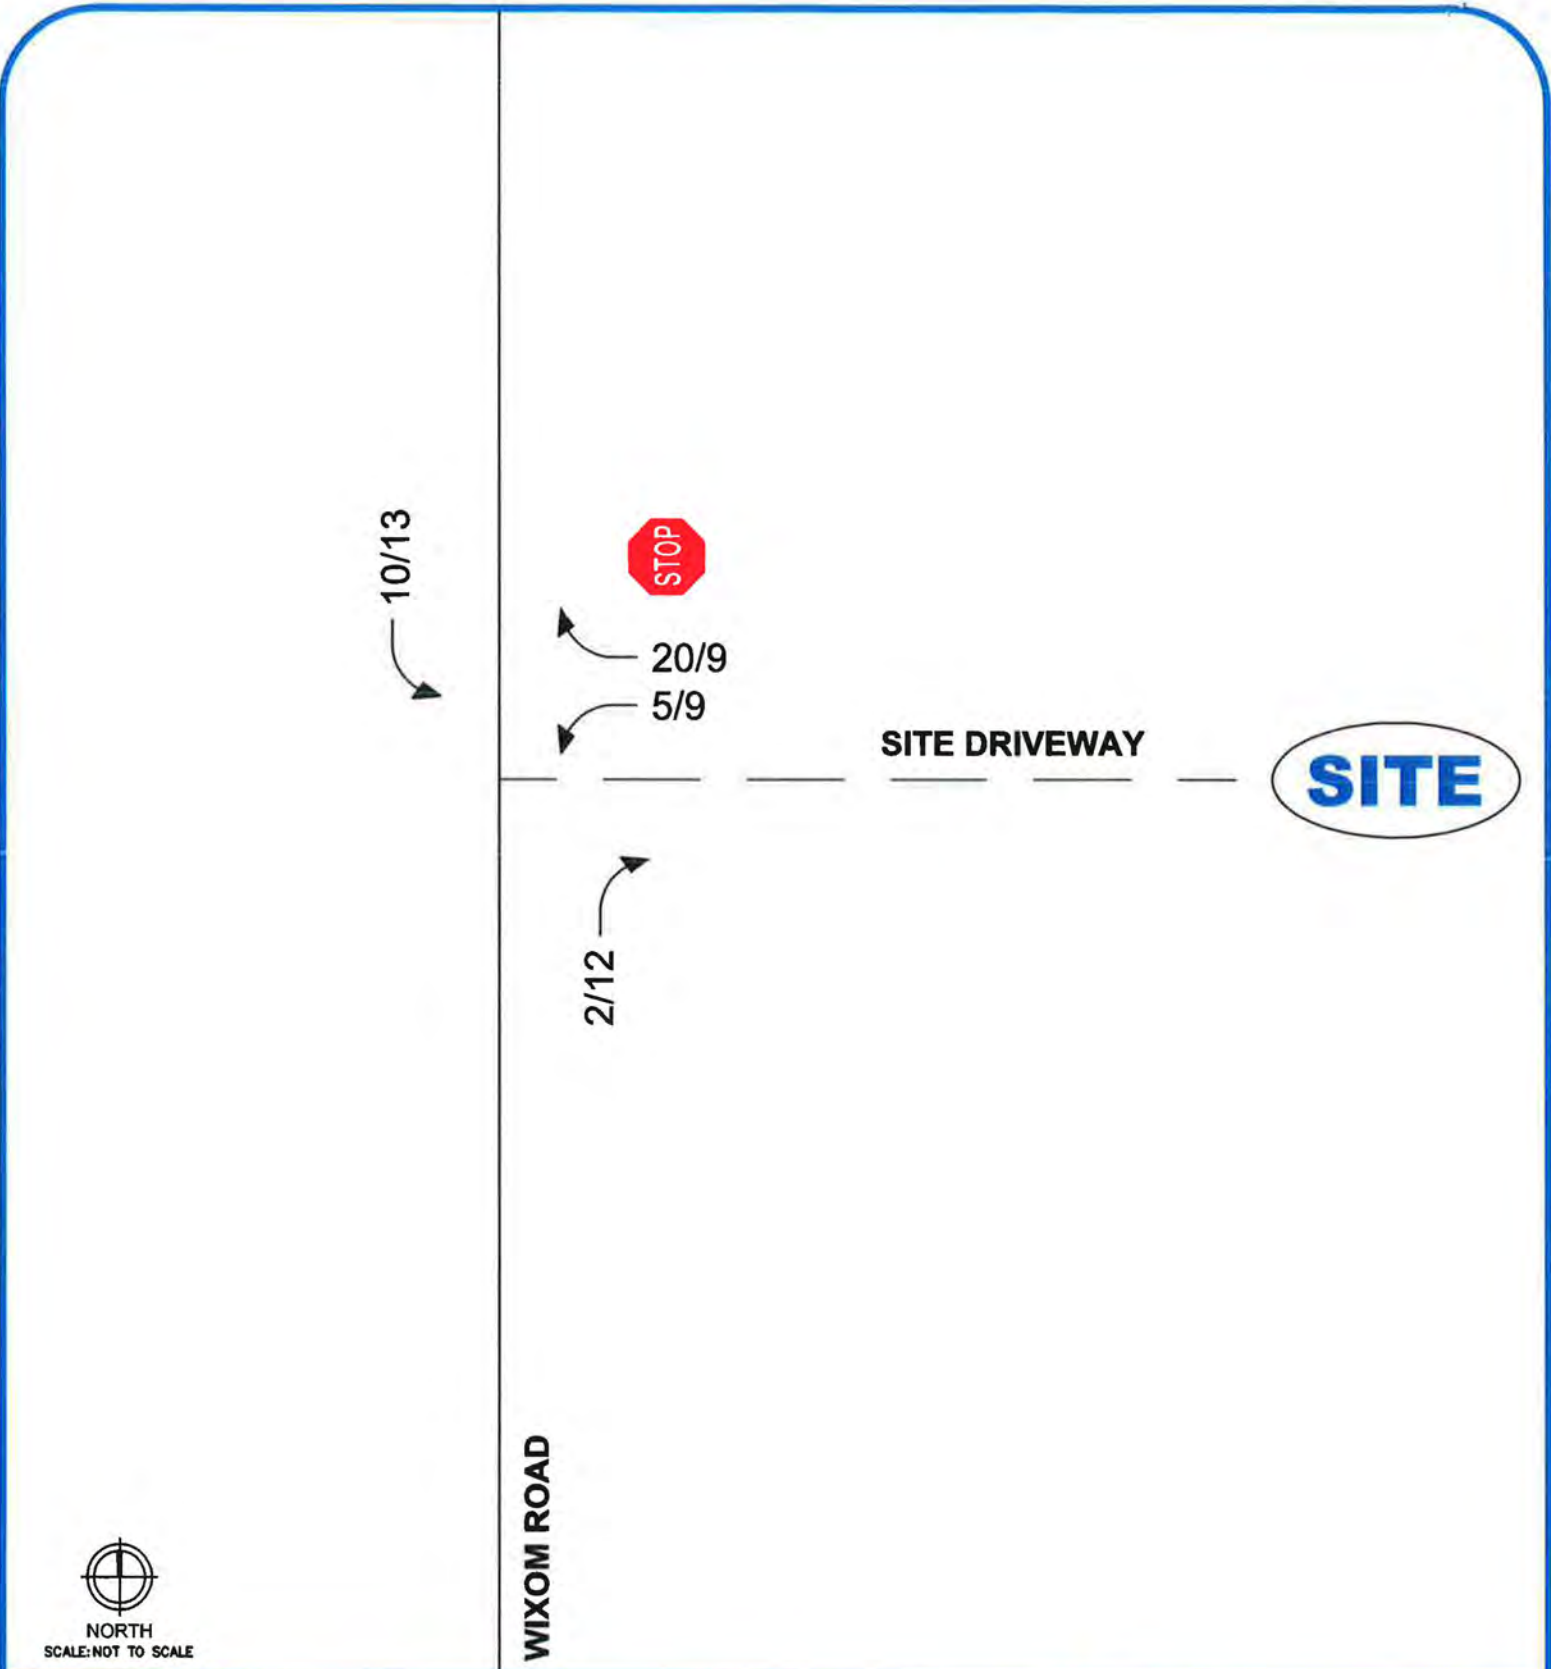 10/13
STOP
20/9
5/9
SITE DRIVEWAY
SITE
2/12
WIXOM ROAD
NORTH
SCALE: NOT TO SCALE